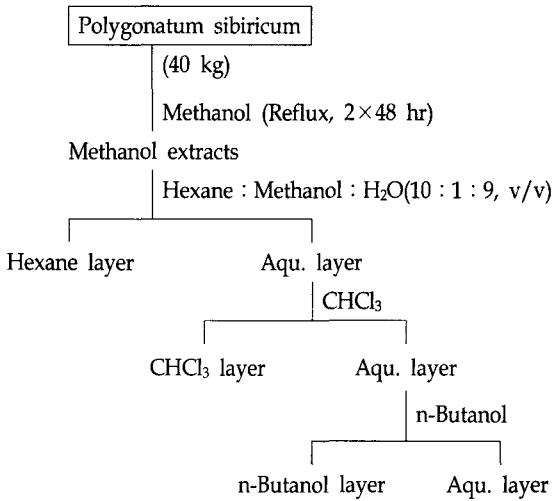 Polygonatum sibiricum
(40 kg)
Methanol (Reflux, 2×48 hr)
Methanol extracts
Hexane : Methanol : H₂O(10 : 1 : 9, v/v)
Hexane layer Aqu. layer
CHCl₃
CHCl₃ layer Aqu. layer
n-Butanol
n-Butanol layer Aqu. layer